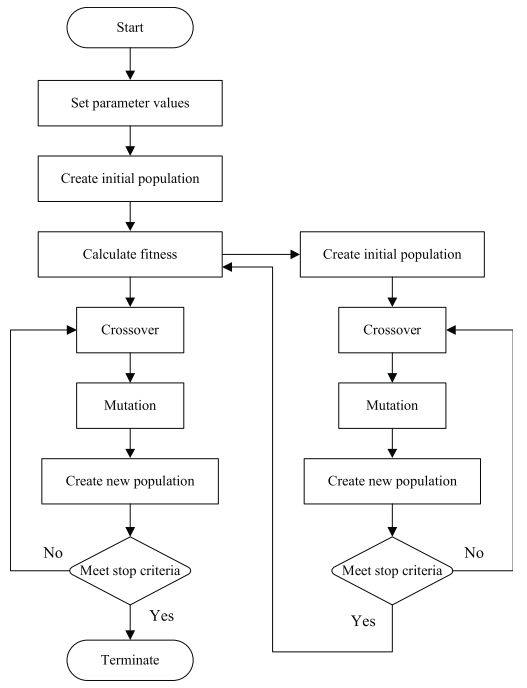 Start
Set parameter values
Create initial population
Calculate fitness
Create initial population
Crossover
Crossover
Mutation
Mutation
Create new population
Create new population
No
Meet stop criteria
Meet stop criteria
No
Yes
Yes
Terminate